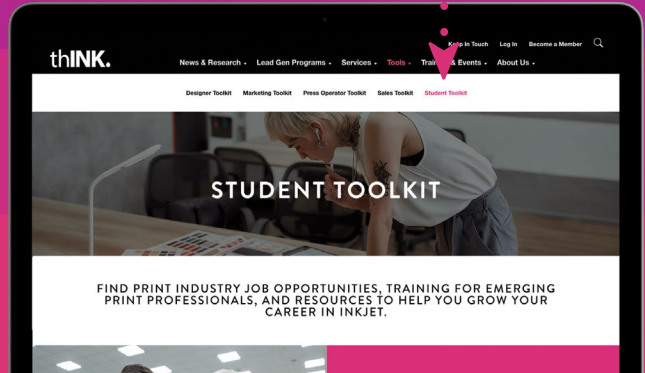 Keep in Touch Log in Become a Member
thINK.
News & Research Lead Gen Programs Services Tools & Events About Us
Designer Toolkit Marketing Toolkit Press Operator Toolkit Sales Toolkit Student Toolkit
STUDENT TOOLKIT
FIND PRINT INDUSTRY JOB OPPORTUNITIES, TRAINING FOR EMERGING
PRINT PROFESSIONALS, AND RESOURCES TO HELP YOU GROW YOUR
CAREER IN INKJET.